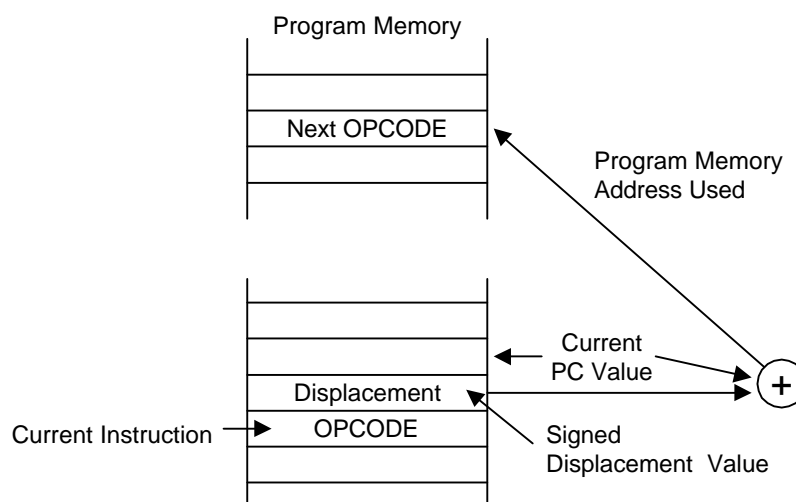 Program Memory
Next OPCODE
Program Memory
Address Used
Current
PC Value
+
Displacement
Current Instruction
OPCODE
Signed
Displacement Value